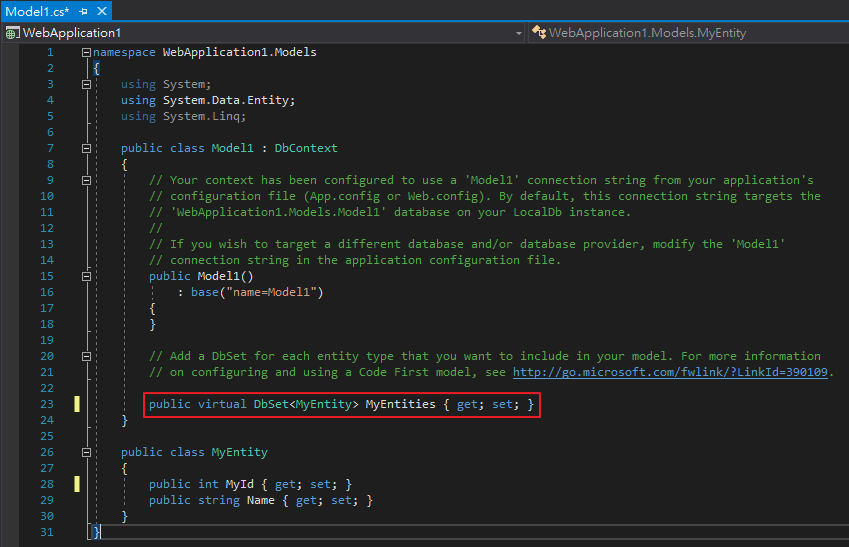 Model1.cs*
WebApplication1 WebApplication1.Models.MyEntity
1 namespace WebApplication1.Models
2 {
3 using System;
4 using System.Data.Entity;
5 using System.Linq;
6
7 public class Model1 : DbContext
8 {
9 // Your context has been configured to use a 'Model1' connection string from your application's
10 // configuration file (App.config or Web.config). By default, this connection string targets the
11 // 'WebApplication1.Models.Model1' database on your LocalDb instance.
12 //
13 // If you wish to target a different database and/or database provider, modify the 'Model1'
14 // connection string in the application configuration file.
15 public Model1()
16 : base("name=Model1")
17 {
18 }
19
20 // Add a DbSet for each entity type that you want to include in your model. For more information
21 // on configuring and using a Code First model, see http://go.microsoft.com/fwlink/?LinkId=390109.
22
23 public virtual DbSet<MyEntity> MyEntities { get; set; }
24 }
25
26 public class MyEntity
27 {
28 public int MyId { get; set; }
29 public string Name { get; set; }
30 }
31 }